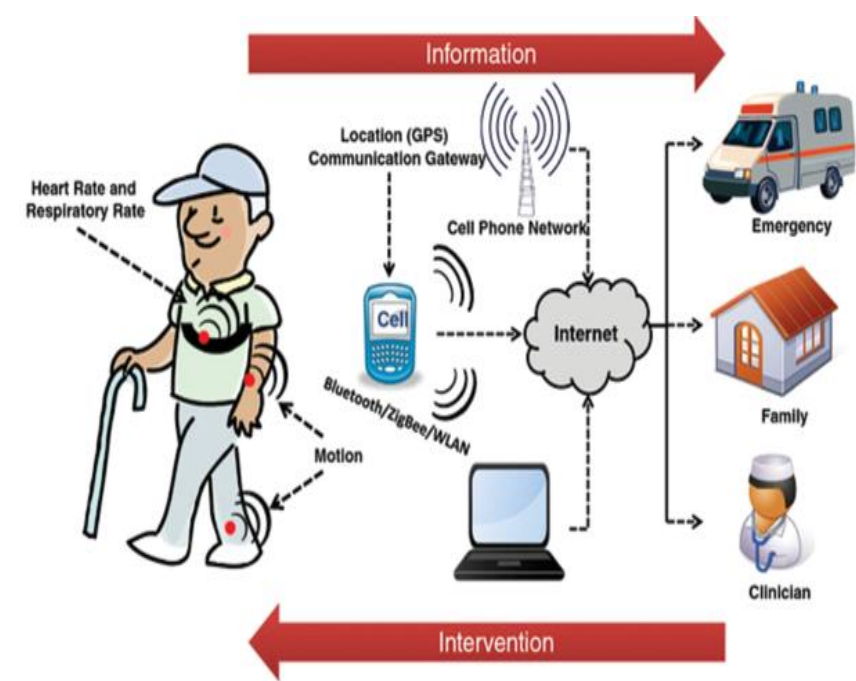 Information
Location (GPS)
Communication Gateway
Heart Rate and
Respiratory Rate
Cell Phone Network
Emergency
Cell
Internet
Bluetooth/ZigBee/WLAN
Family
Motion
Clinician
Intervention